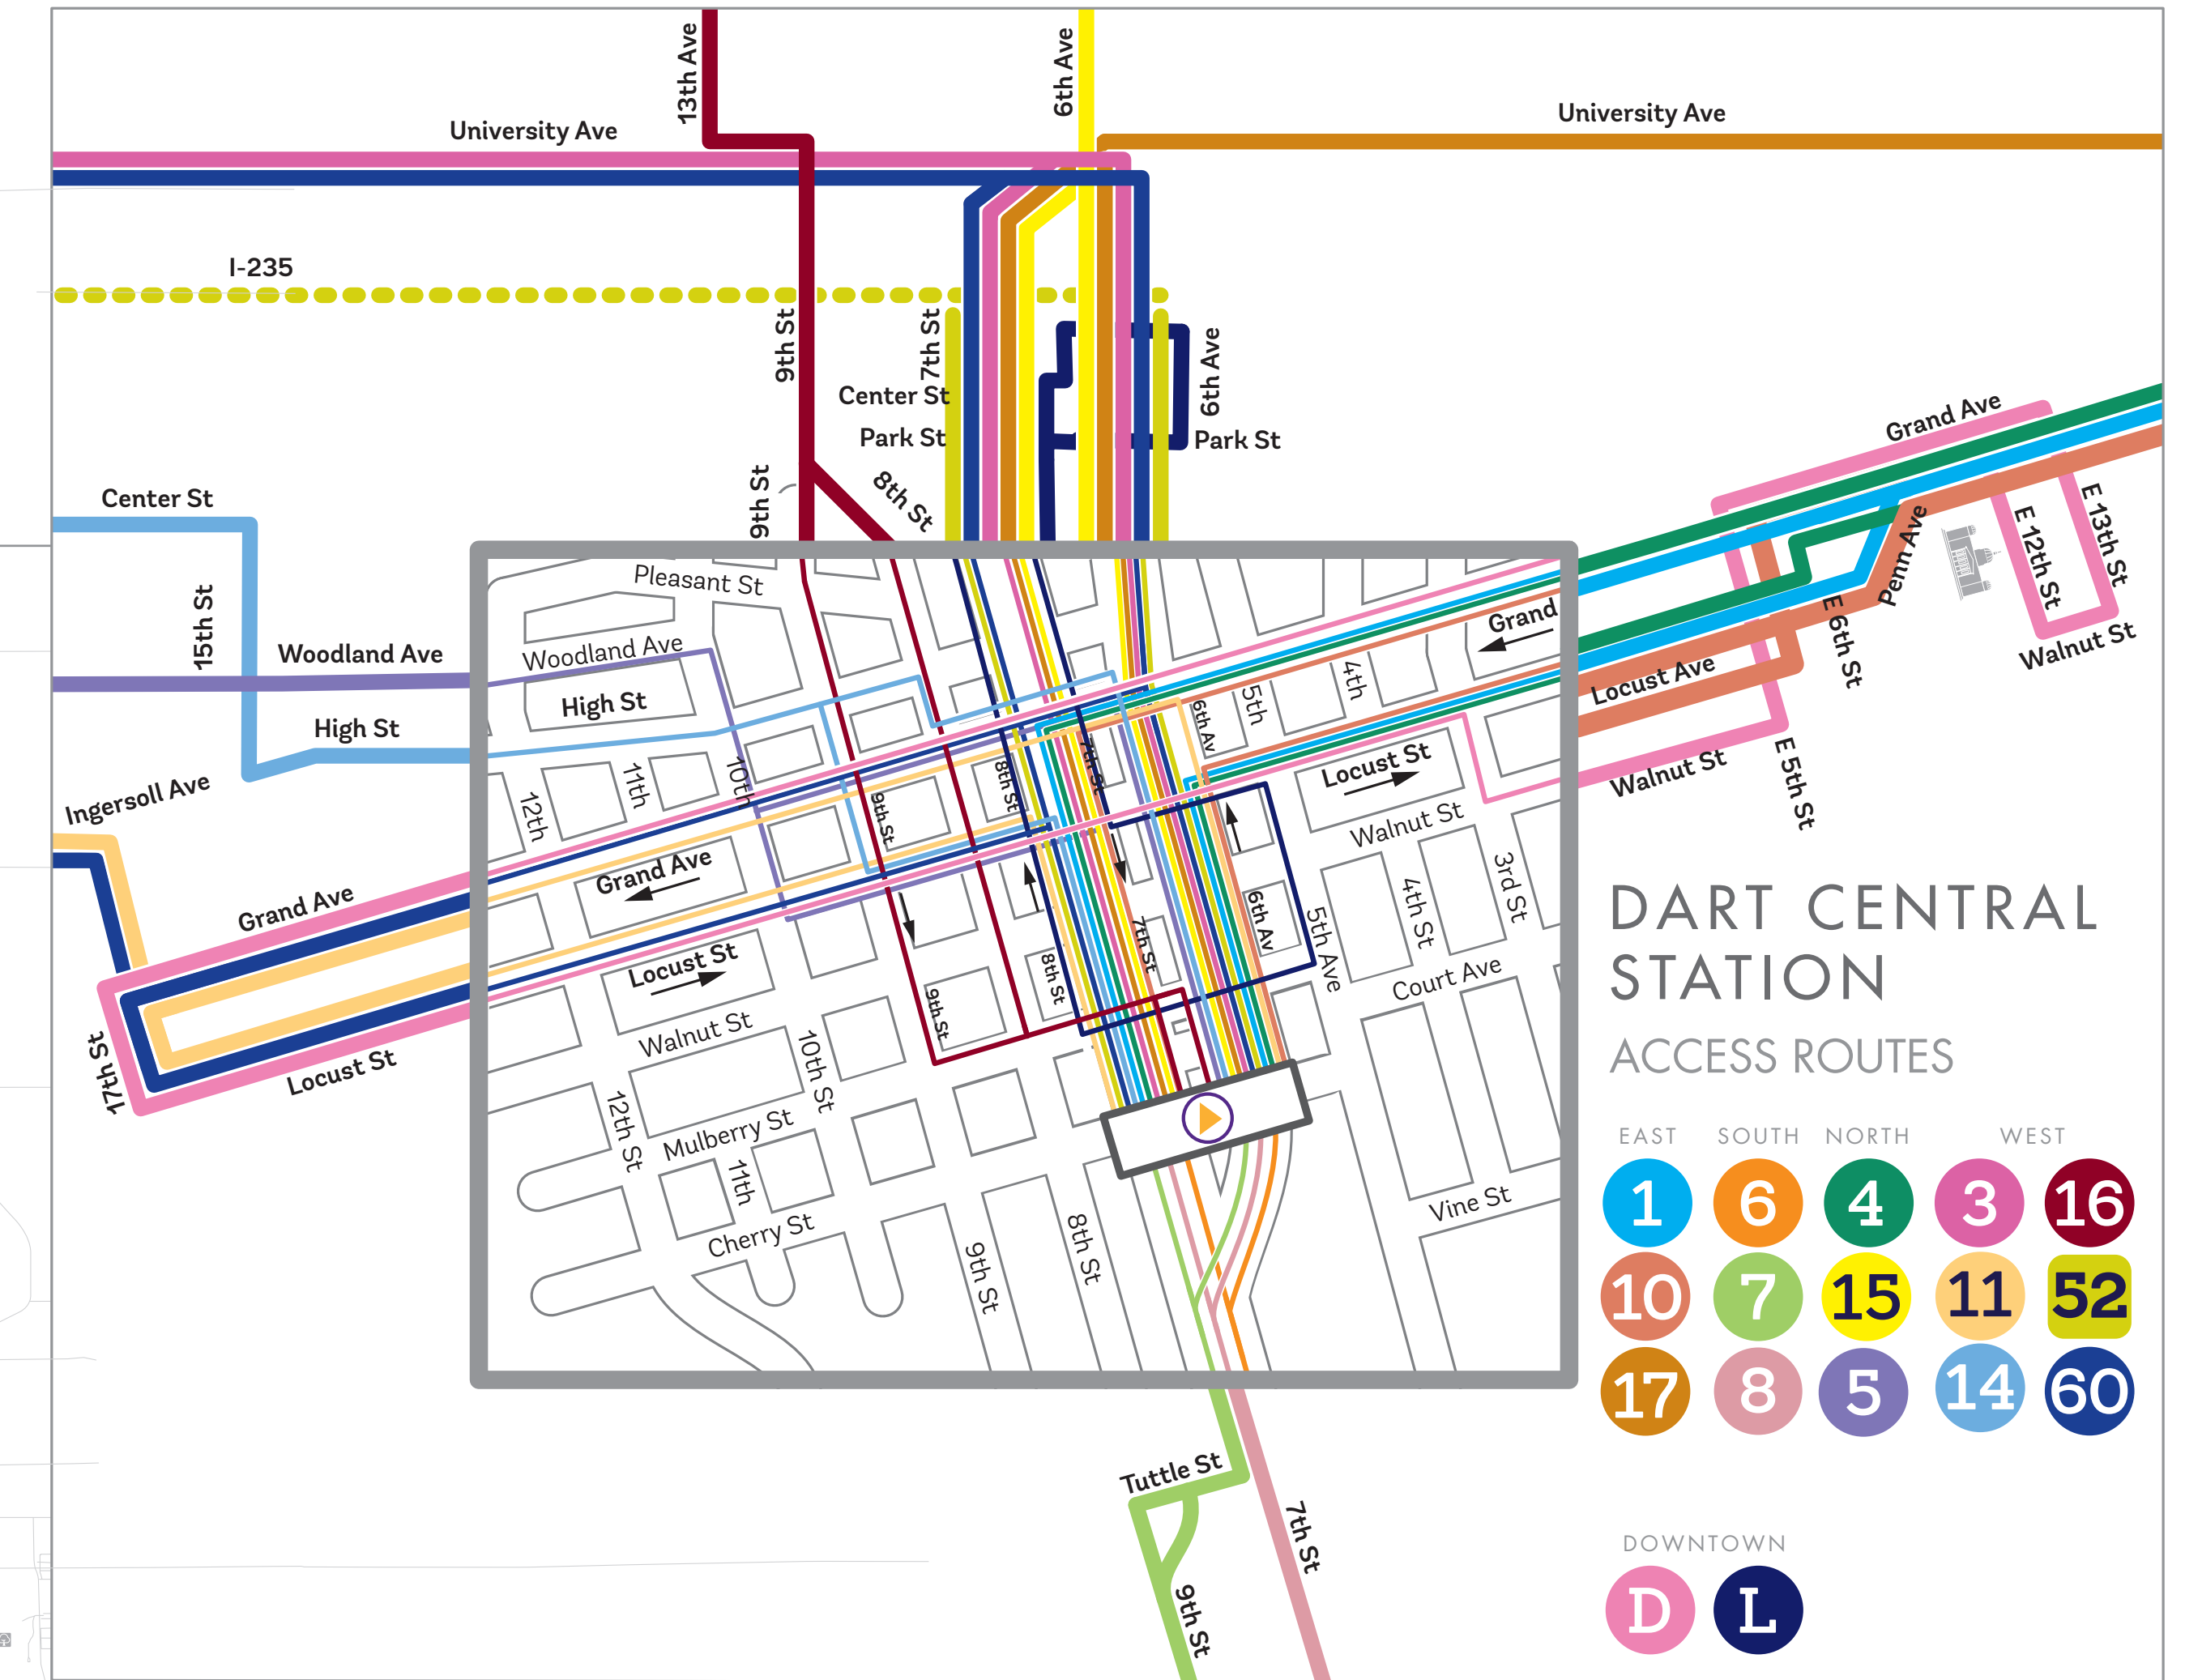 13th Ave
6th Ave
University Ave
University Ave
I-235
9th St
7th St
6th Ave
Center St
Park St
Park St
9th St
8th St
Center St
15th St
Woodland Ave
High St
Ingersoll Ave
Grand Ave
17th St
Locust St
Pleasant St
Woodland Ave
High St
12th
11th
10th
9th St
8th St
7th St
6th Av
5th
4th
Grand
Grand Ave
Locust St
Locust St
Walnut St
Walnut St
3rd St
4th St
5th Ave
6th Av
7th St
8th St
9th St
10th St
Court Ave
12th St
Mulberry St
11th
Cherry St
9th St
8th St
Vine St
Grand Ave
E 13th St
E 12th St
Walnut St
Penn Ave
E 6th St
Locust Ave
Walnut St
E 5th St
Tuttle St
7th St
9th St
DART CENTRAL
STATION
ACCESS ROUTES
EAST SOUTH NORTH WEST
1 6 4 3 16
10 7 15 11 52
17 8 5 14 60
DOWNTOWN
D L